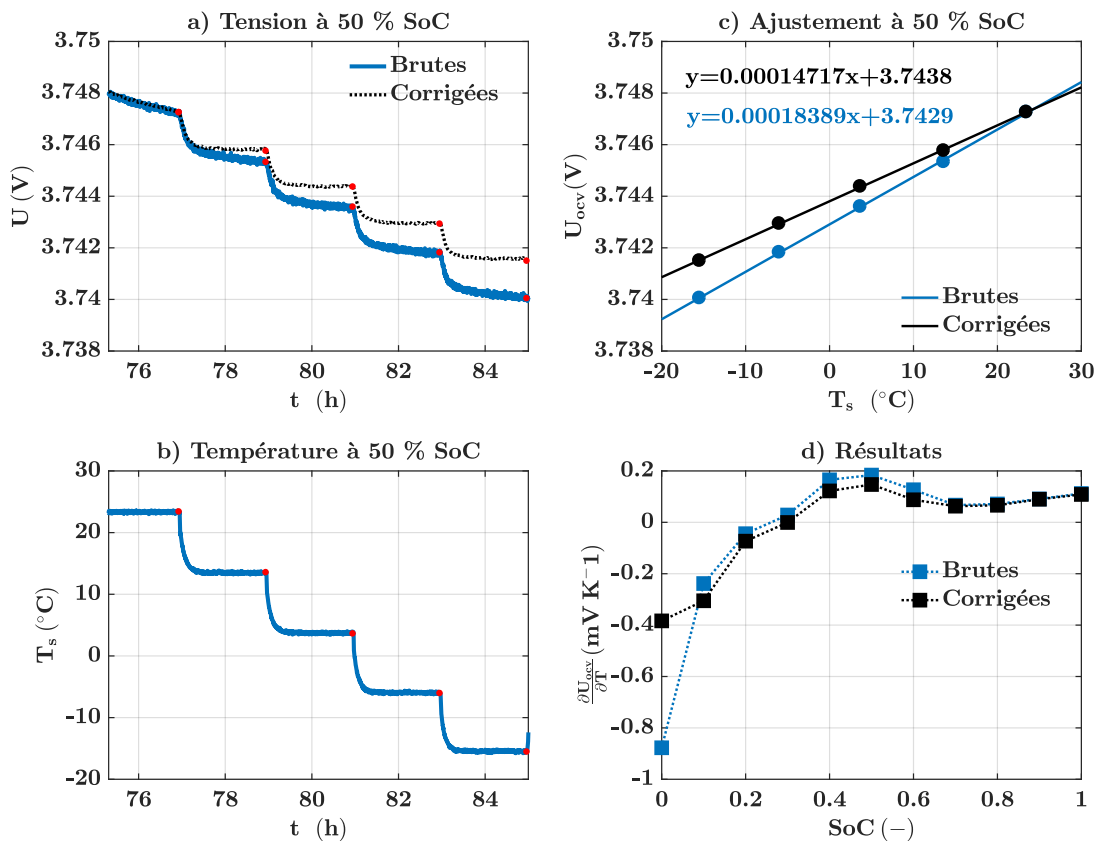 a) Tension à 50 % SoC
3.75
3.748
3.746
3.744
3.742
3.74
3.738
U (V)
Brutes
Corrigées
76
78
80
82
84
t (h)
c) Ajustement à 50 % SoC
3.75
3.748
3.746
3.744
3.742
3.74
3.738
U_ocv (V)
y=0.00014717x+3.7438
y=0.00018389x+3.7429
Brutes
Corrigées
-20
-10
0
10
20
30
T_s (°C)
b) Température à 50 % SoC
30
20
10
0
-10
-20
T_s (°C)
76
78
80
82
84
t (h)
d) Résultats
0.2
0
-0.2
-0.4
-0.6
-0.8
-1
∂U_ocv/∂T (mV K−1)
Brutes
Corrigées
0
0.2
0.4
0.6
0.8
1
SoC (−)